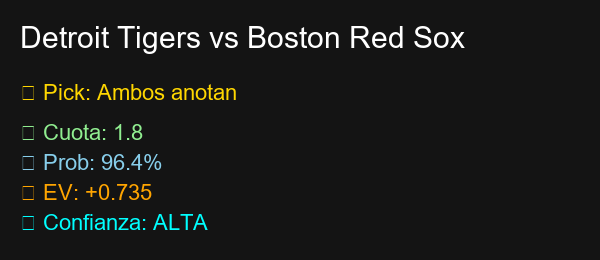 Detroit Tigers vs Boston Red Sox
Pick: Ambos anotan
Cuota: 1.8
Prob: 96.4%
EV: +0.735
Confianza: ALTA